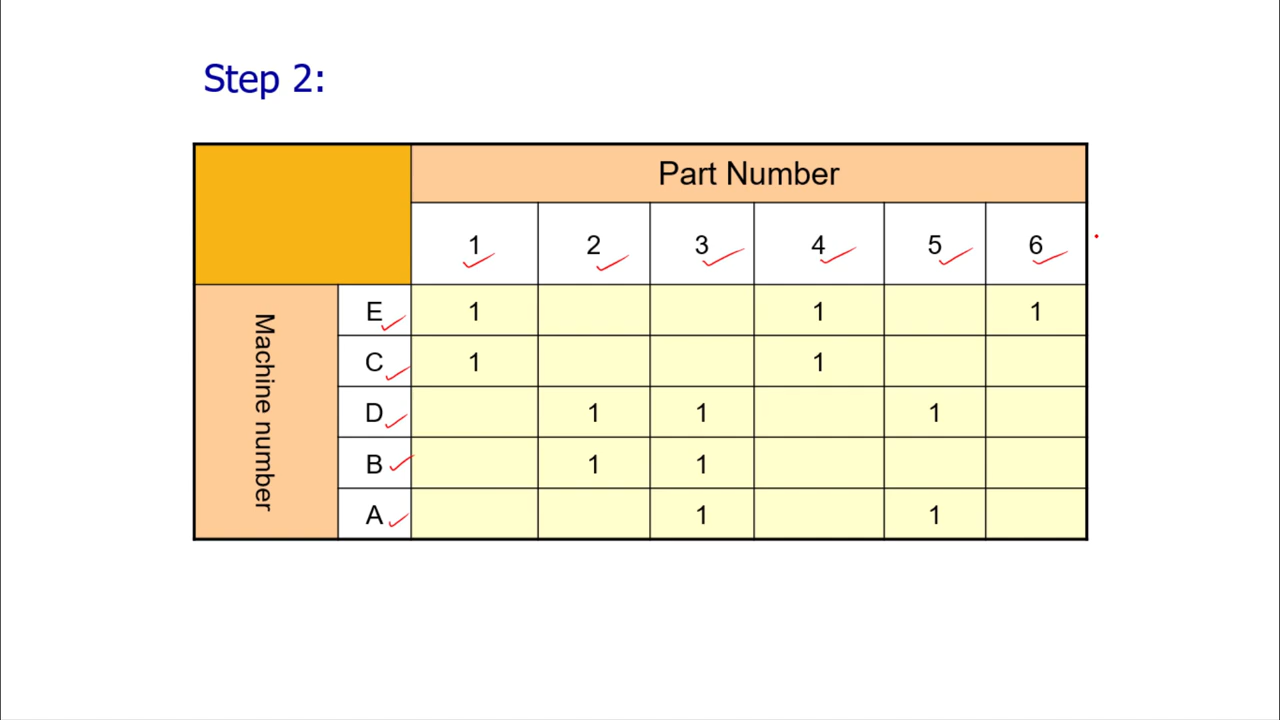 Step 2:
Part Number
1 2 3 4 5 6
Machine number
E 1 1 1
C 1 1
D 1 1 1
B 1 1
A 1 1